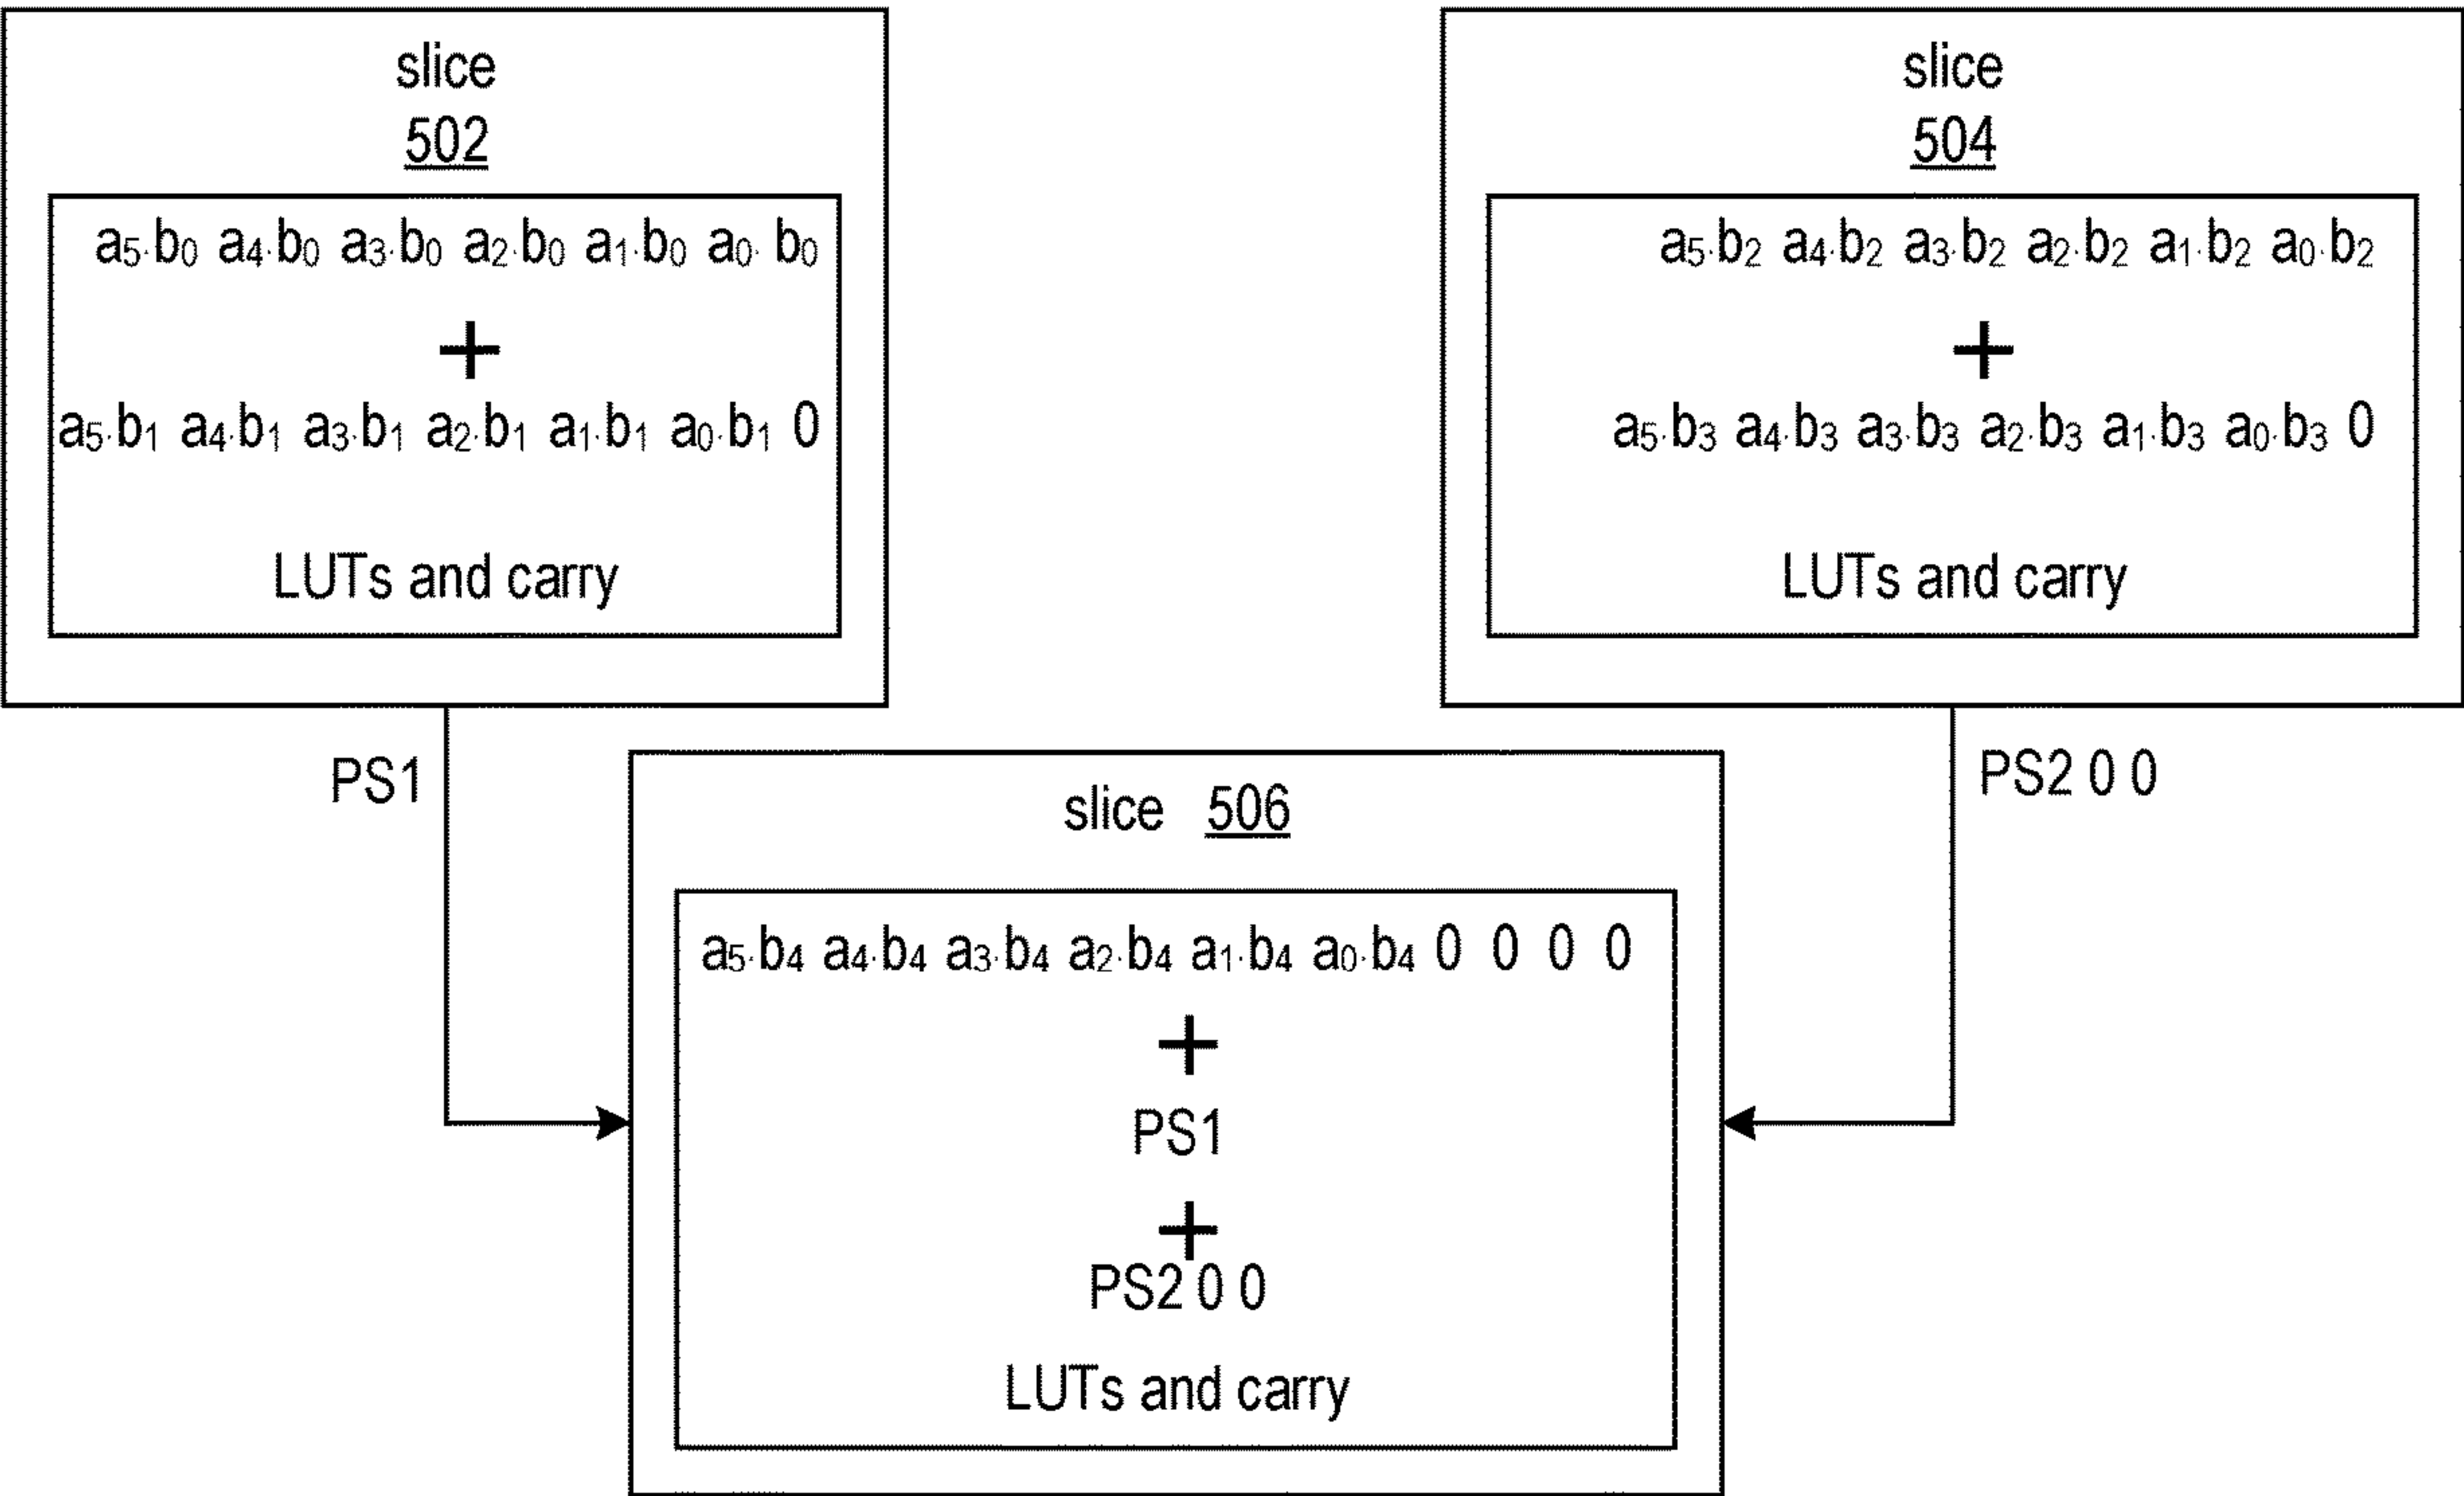 slice
502
a₅·b₀ a₄·b₀ a₃·b₀ a₂·b₀ a₁·b₀ a₀· b₀
+
a₅·b₁ a₄·b₁ a₃·b₁ a₂·b₁ a₁·b₁ a₀·b₁ 0
LUTs and carry
slice
504
a₅·b₂ a₄·b₂ a₃·b₂ a₂·b₂ a₁·b₂ a₀·b₂
+
a₅·b₃ a₄·b₃ a₃·b₃ a₂·b₃ a₁·b₃ a₀·b₃ 0
LUTs and carry
PS1
PS2 0 0
slice 506
a₅·b₄ a₄·b₄ a₃·b₄ a₂·b₄ a₁·b₄ a₀·b₄ 0 0 0 0
+
PS1
+
PS2 0 0
LUTs and carry